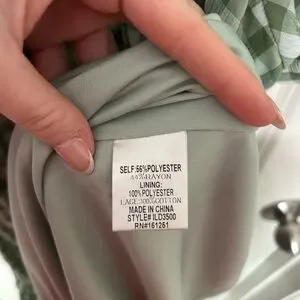 SELF:56%POLYESTER
44%RAYON
LINING:
100%POLYESTER
LACE:100%COTTON
MADE IN CHINA
STYLE# ILD3500
RN#161261